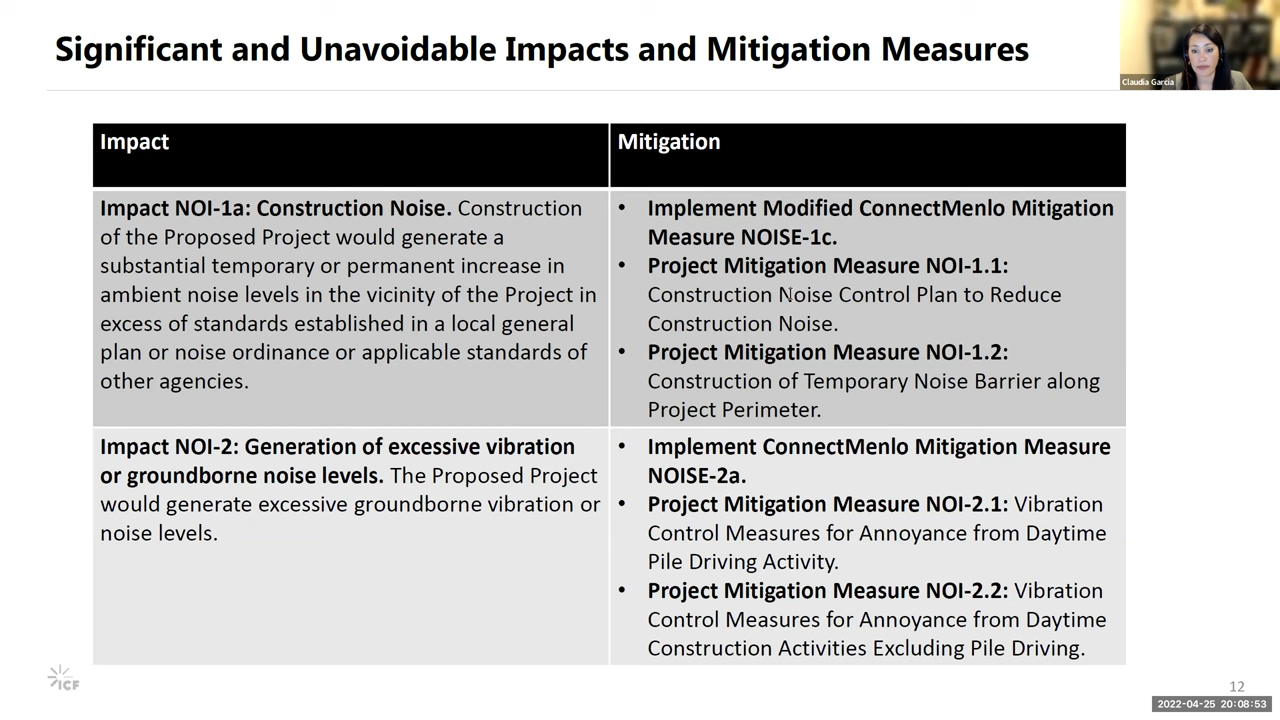 Significant and Unavoidable Impacts and Mitigation Measures
Claudia Garcia
Impact
Mitigation
Impact NOI-1a: Construction Noise. Construction
of the Proposed Project would generate a
substantial temporary or permanent increase in
ambient noise levels in the vicinity of the Project in
excess of standards established in a local general
plan or noise ordinance or applicable standards of
other agencies.
• Implement Modified ConnectMenlo Mitigation
Measure NOISE-1c.
• Project Mitigation Measure NOI-1.1:
Construction Noise Control Plan to Reduce
Construction Noise.
• Project Mitigation Measure NOI-1.2:
Construction of Temporary Noise Barrier along
Project Perimeter.
Impact NOI-2: Generation of excessive vibration
or groundborne noise levels. The Proposed Project
would generate excessive groundborne vibration or
noise levels.
• Implement ConnectMenlo Mitigation Measure
NOISE-2a.
• Project Mitigation Measure NOI-2.1: Vibration
Control Measures for Annoyance from Daytime
Pile Driving Activity.
• Project Mitigation Measure NOI-2.2: Vibration
Control Measures for Annoyance from Daytime
Construction Activities Excluding Pile Driving.
ICF
12
2022-04-25 20:08:53